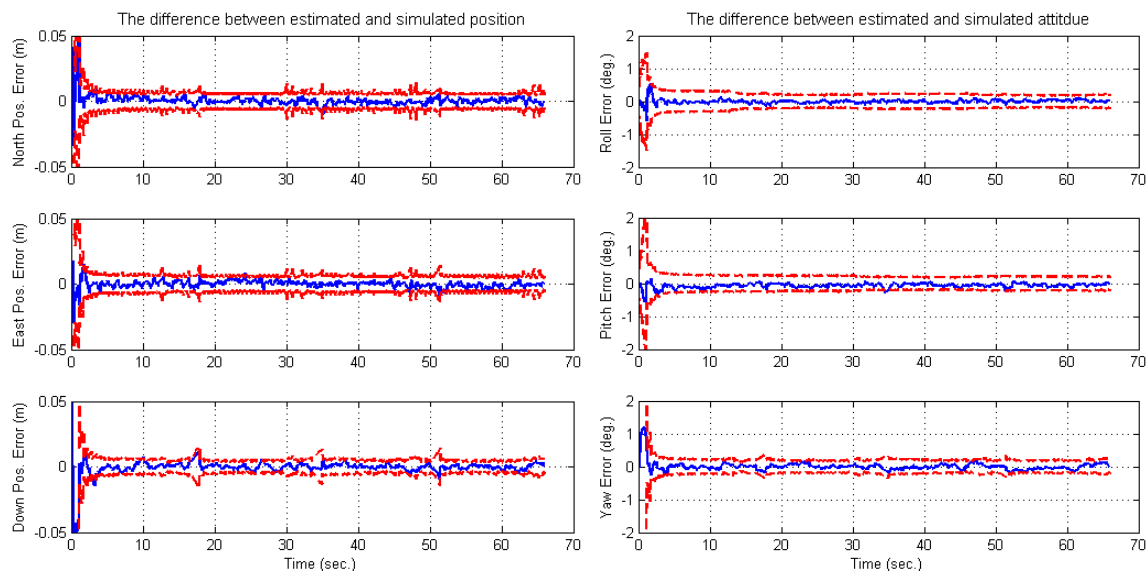 The difference between estimated and simulated position
North Pos. Error (m)
0.05
0
-0.05
0 10 20 30 40 50 60 70
East Pos. Error (m)
0.05
0
-0.05
0 10 20 30 40 50 60 70
Down Pos. Error (m)
0.05
0
-0.05
0 10 20 30 40 50 60 70
Time (sec.)
The difference between estimated and simulated attitdue
Roll Error (deg.)
2
1
0
-1
-2
0 10 20 30 40 50 60 70
Pitch Error (deg.)
2
1
0
-1
-2
0 10 20 30 40 50 60 70
Yaw Error (deg.)
2
1
0
-1
-2
0 10 20 30 40 50 60 70
Time (sec.)